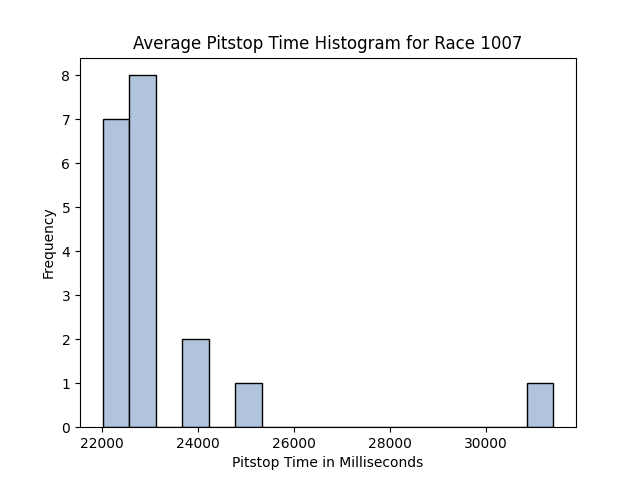 Average Pitstop Time Histogram for Race 1007
8
7
6
5
4
3
2
1
0
Frequency
22000 24000 26000 28000 30000
Pitstop Time in Milliseconds